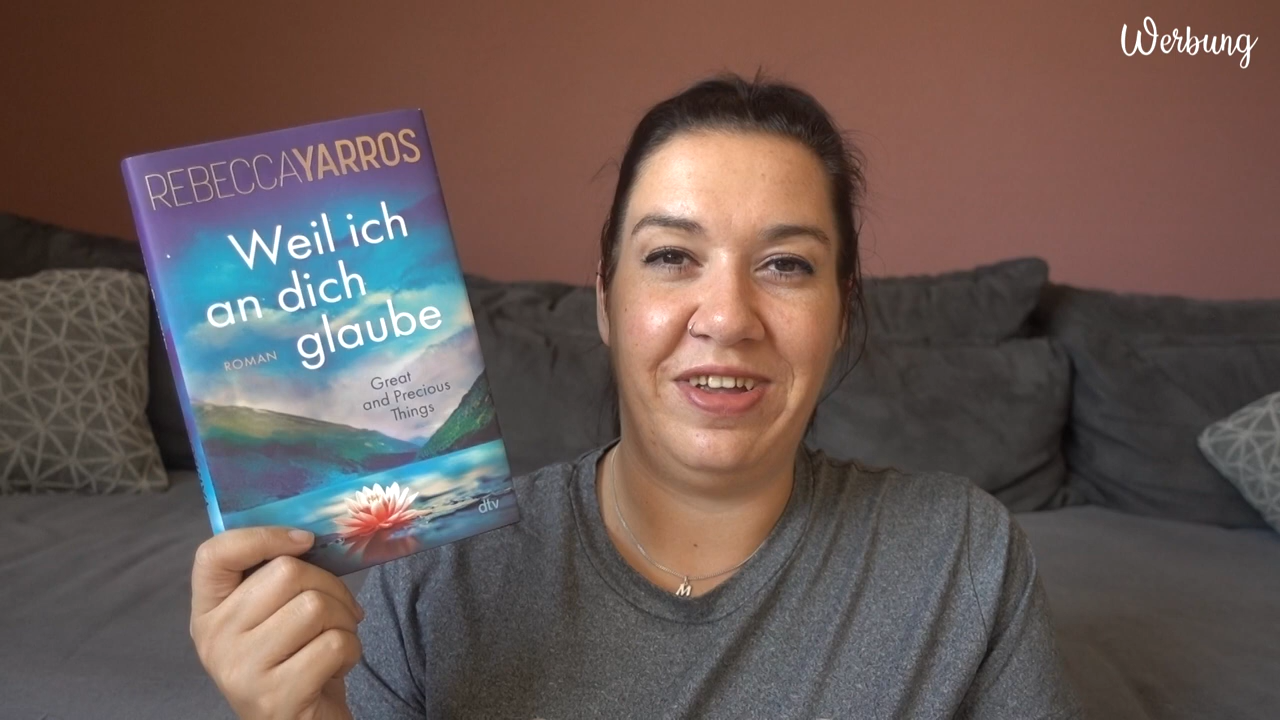 Werbung
REBECCA YARROS
Weil ich
an dich
glaube
ROMAN
Great
and Precious
Things
dtv
M